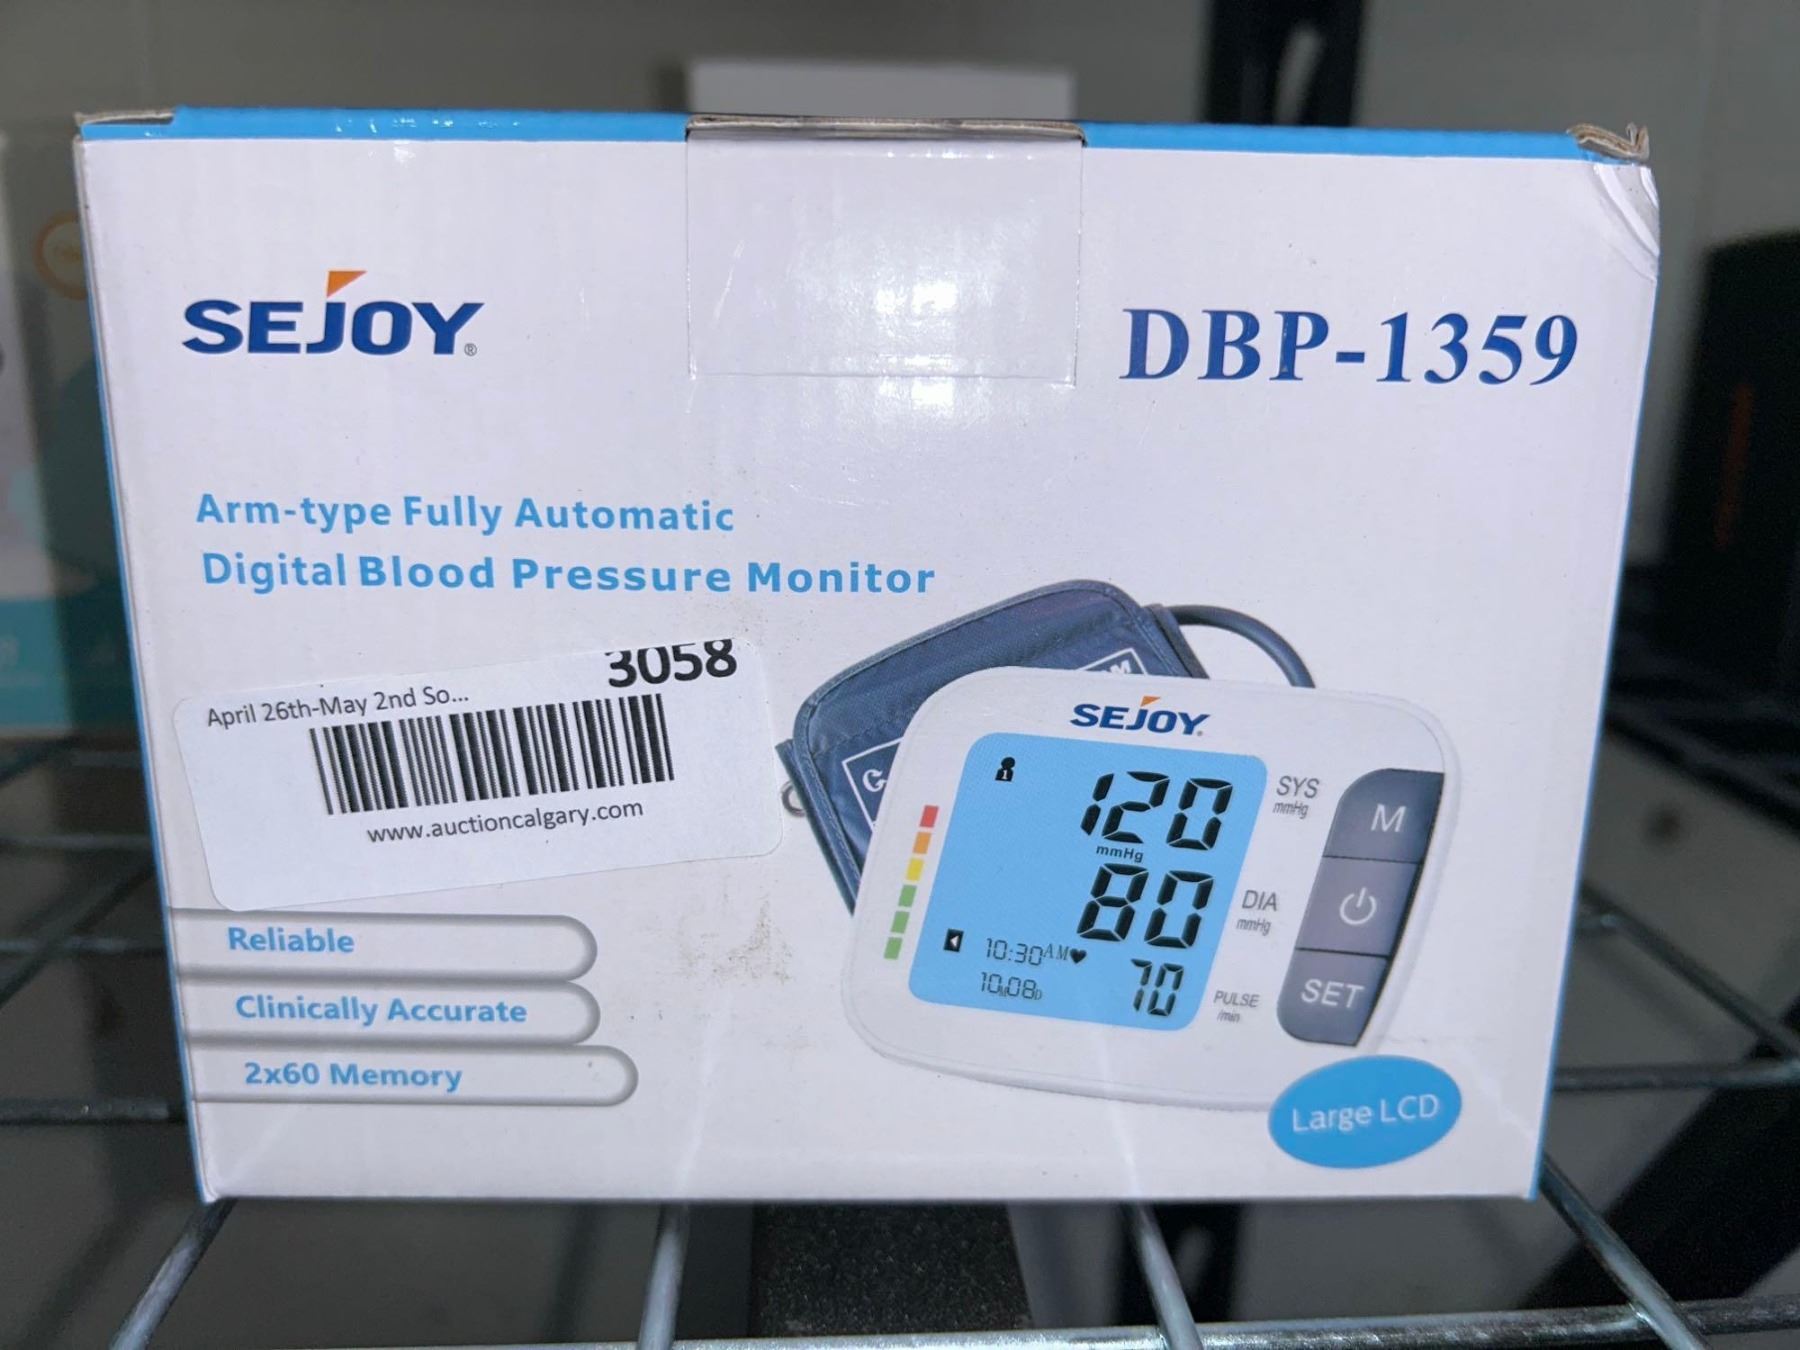 SEJOY®
DBP-1359
Arm-type Fully Automatic
Digital Blood Pressure Monitor
3058
April 26th-May 2nd So...
www.auctioncalgary.com
Reliable
Clinically Accurate
2x60 Memory
SEJOY
1
120
SYS
mmHg
mmHg
80
DIA
mmHg
10:30AM
10M08D
70
PULSE
/min
M
SET
Large LCD